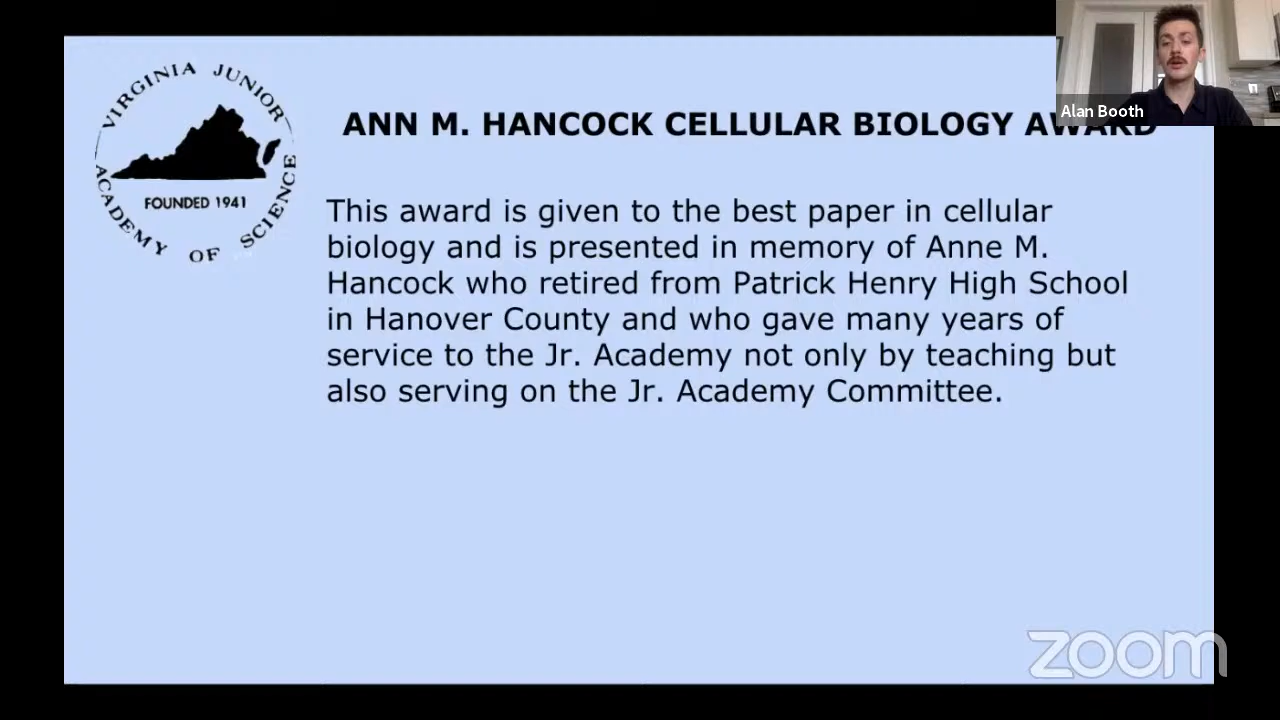 VIRGINIA JUNIOR
ACADEMY OF SCIENCE
FOUNDED 1941
ANN M. HANCOCK CELLULAR BIOLOGY AWARD
Alan Booth
This award is given to the best paper in cellular
biology and is presented in memory of Anne M.
Hancock who retired from Patrick Henry High School
in Hanover County and who gave many years of
service to the Jr. Academy not only by teaching but
also serving on the Jr. Academy Committee.
zoom